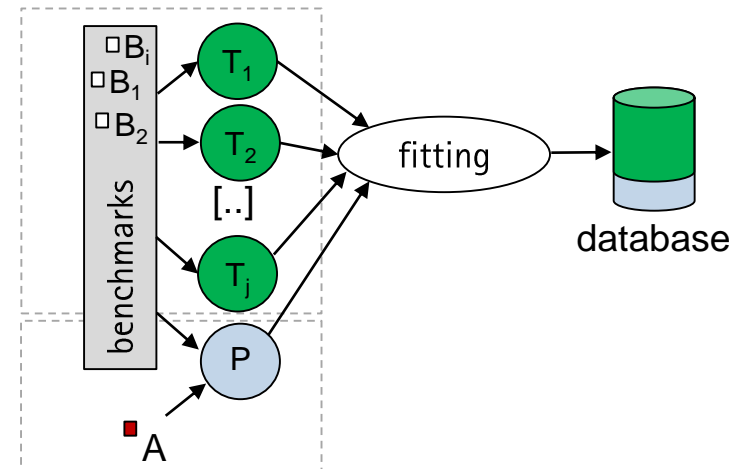 Bᵢ
B₁
B₂
benchmarks
T₁
T₂
[..]
Tⱼ
P
A
fitting
database